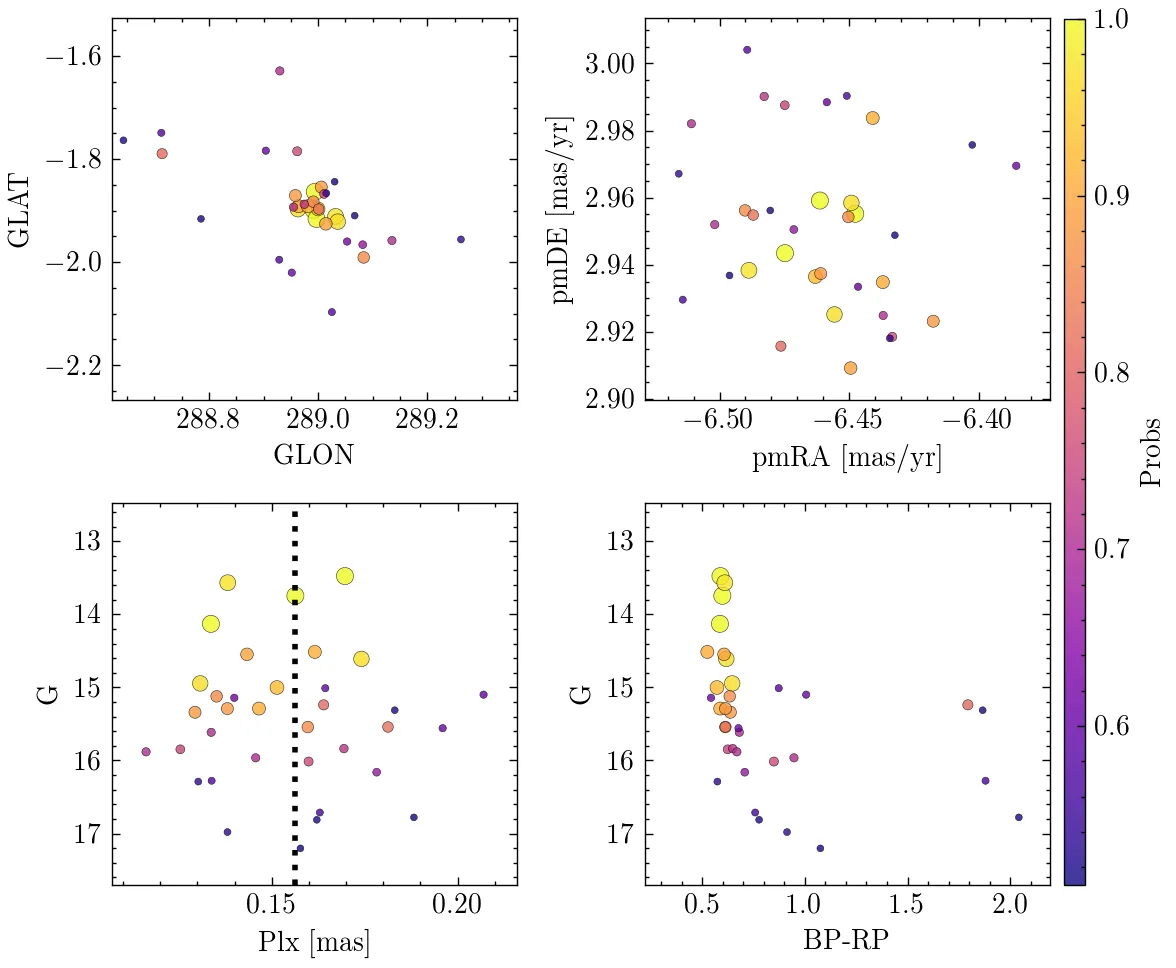 −1.6
−1.8
−2.0
−2.2
GLAT
288.8 289.0 289.2
GLON
3.00
2.98
2.96
2.94
2.92
2.90
pmDE [mas/yr]
−6.50 −6.45 −6.40
pmRA [mas/yr]
13
14
15
16
17
G
0.15 0.20
Plx [mas]
13
14
15
16
17
G
0.5 1.0 1.5 2.0
BP-RP
1.0
0.9
0.8
0.7
0.6
Probs